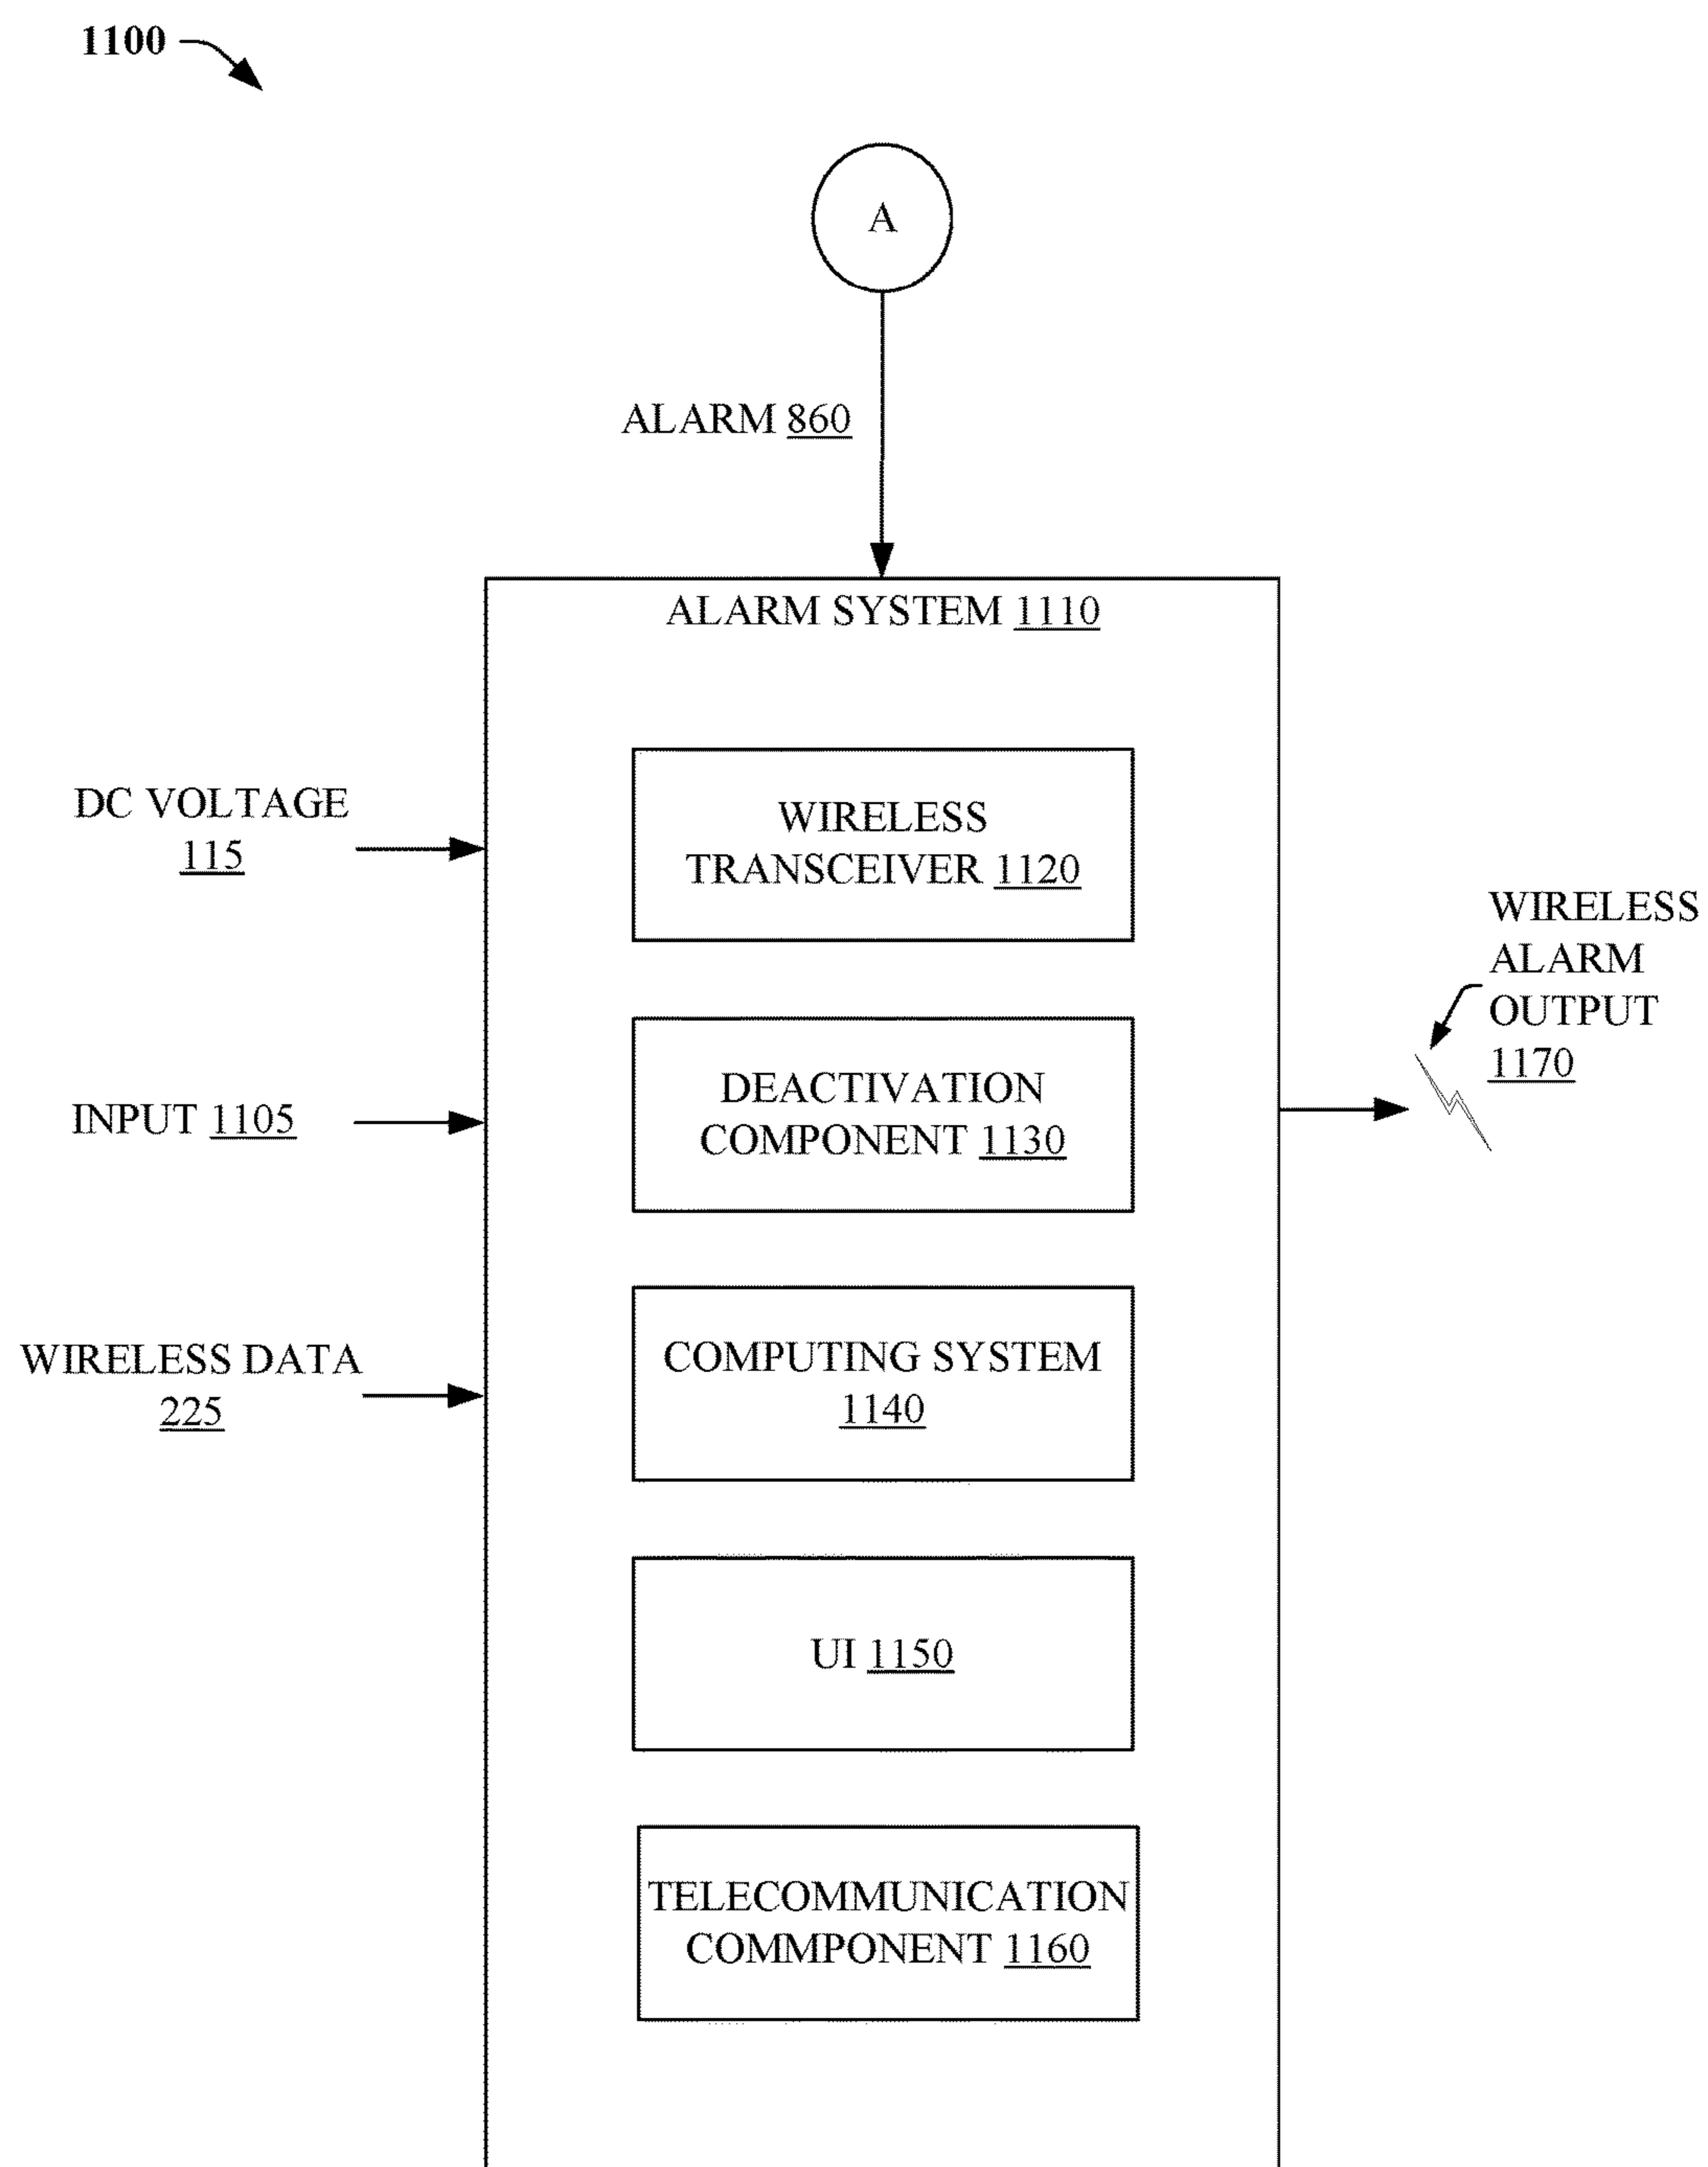 1100
A
ALARM 860
ALARM SYSTEM 1110
DC VOLTAGE
115
WIRELESS
TRANSCEIVER 1120
WIRELESS
ALARM
OUTPUT
1170
INPUT 1105
DEACTIVATION
COMPONENT 1130
WIRELESS DATA
225
COMPUTING SYSTEM
1140
UI 1150
TELECOMMUNICATION
COMMPONENT 1160